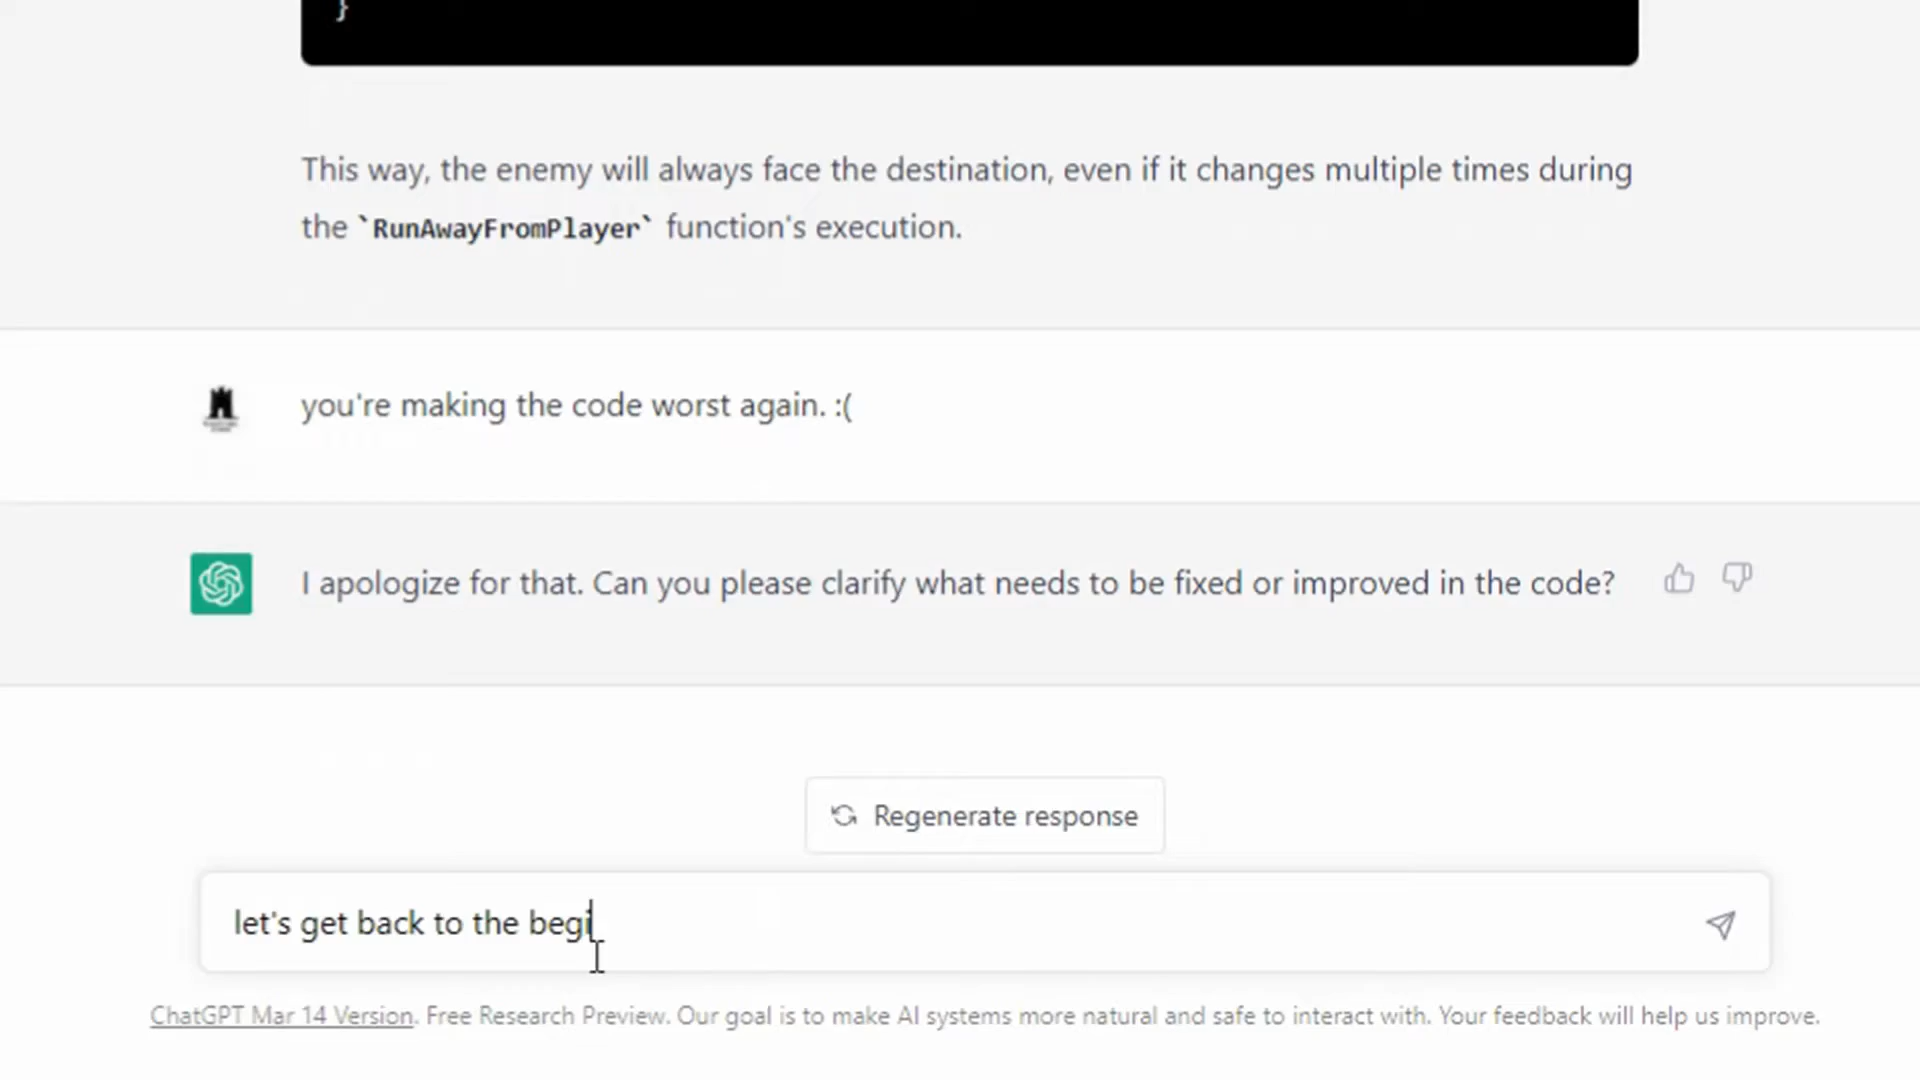 }
This way, the enemy will always face the destination, even if it changes multiple times during
the `RunAwayFromPlayer` function's execution.
you're making the code worst again. :(
I apologize for that. Can you please clarify what needs to be fixed or improved in the code?
Regenerate response
let's get back to the begi
ChatGPT Mar 14 Version. Free Research Preview. Our goal is to make AI systems more natural and safe to interact with. Your feedback will help us improve.